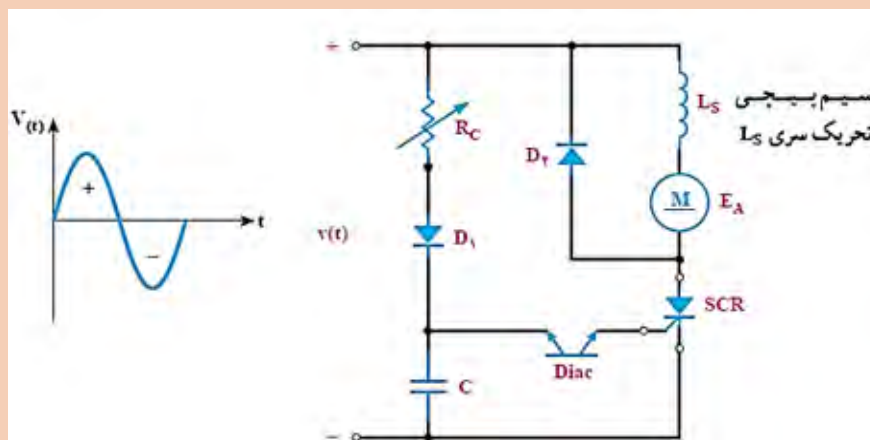 V(t)
+
−
t
+
v(t)
−
R_C
D۱
C
D۲
Diac
L_S
M
E_A
SCR
سیم پیچی
تحریک سری L_S